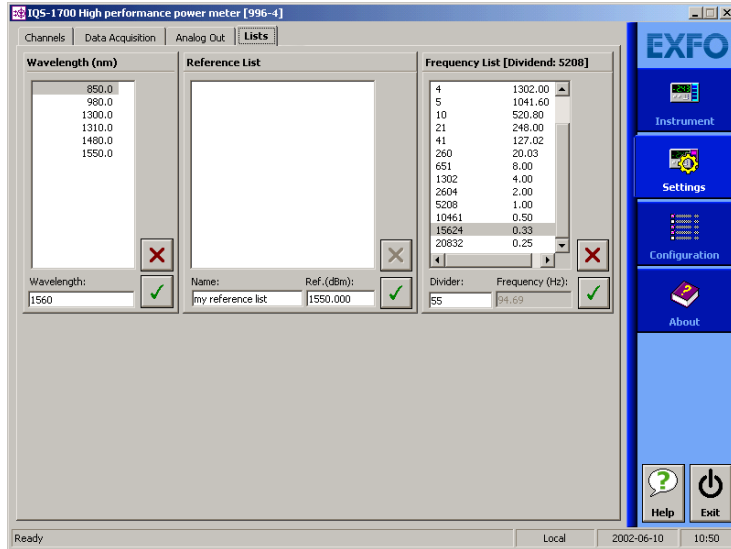 IQS-1700 High performance power meter [996-4]
Channels Data Acquisition Analog Out Lists
Wavelength (nm)
850.0
980.0
1300.0
1310.0
1480.0
1550.0
Wavelength:
1560
Reference List
Name: Ref.(dBm):
my reference list 1550.000
Frequency List [Dividend: 5208]
4 1302.00
5 1041.60
10 520.80
21 248.00
41 127.02
260 20.03
651 8.00
1302 4.00
2604 2.00
5208 1.00
10461 0.50
15624 0.33
20832 0.25
Divider: Frequency (Hz):
55 94.69
EXFO
Instrument
Settings
Configuration
About
Help Exit
Ready Local 2002-06-10 10:50